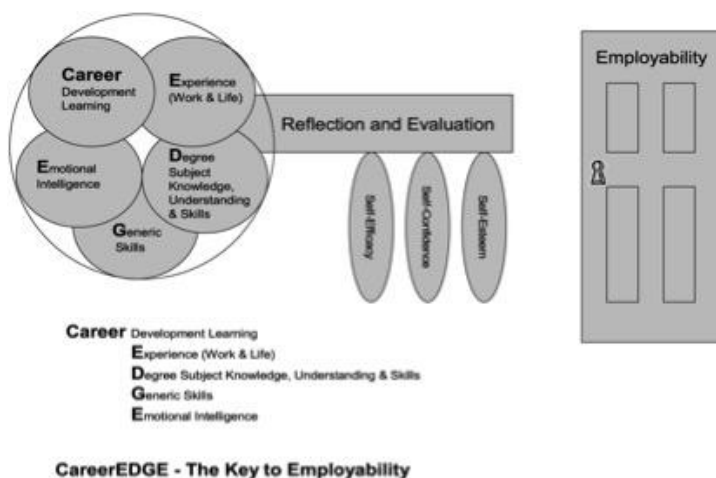 Career
Development
Learning
Experience
(Work & Life)
Emotional
Intelligence
Degree
Subject
Knowledge,
Understanding
& Skills
Generic
Skills
Reflection and Evaluation
Self-Efficacy
Self-Confidence
Self-Esteem
Employability
Career Development Learning
Experience (Work & Life)
Degree Subject Knowledge, Understanding & Skills
Generic Skills
Emotional Intelligence
CareerEDGE - The Key to Employability